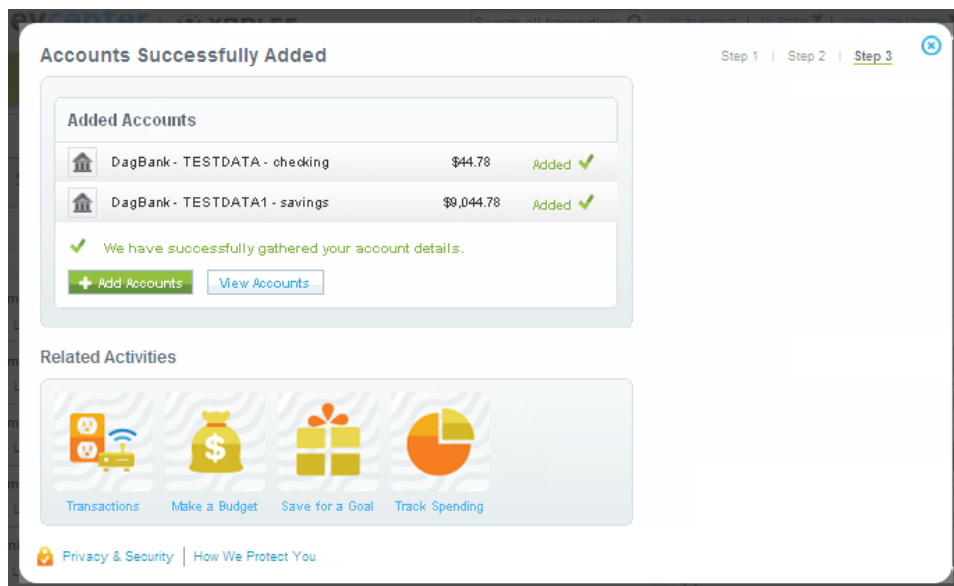 Accounts Successfully Added
Step 1 | Step 2 | Step 3
Added Accounts
DagBank - TESTDATA - checking $44.78 Added
DagBank - TESTDATA1 - savings $9,044.78 Added
We have successfully gathered your account details.
+ Add Accounts View Accounts
Related Activities
Transactions Make a Budget Save for a Goal Track Spending
Privacy & Security | How We Protect You